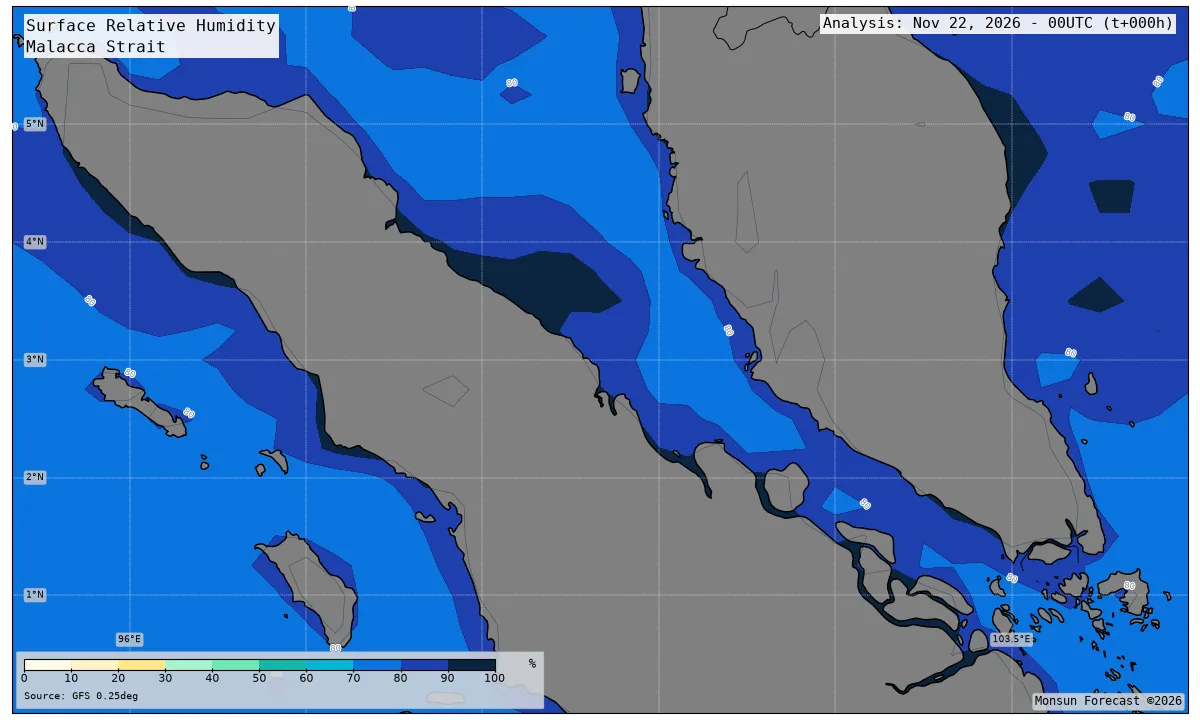 Surface Relative Humidity
Malacca Strait
Analysis: Nov 22, 2026 - 00UTC (t+000h)
80
80
80
80
5°N
4°N
80
80
80
3°N
80
80
2°N
80
80
80
1°N
96°E
103.5°E
80
%
0 10 20 30 40 50 60 70 80 90 100
Source: GFS 0.25deg
Monsun Forecast ©2026